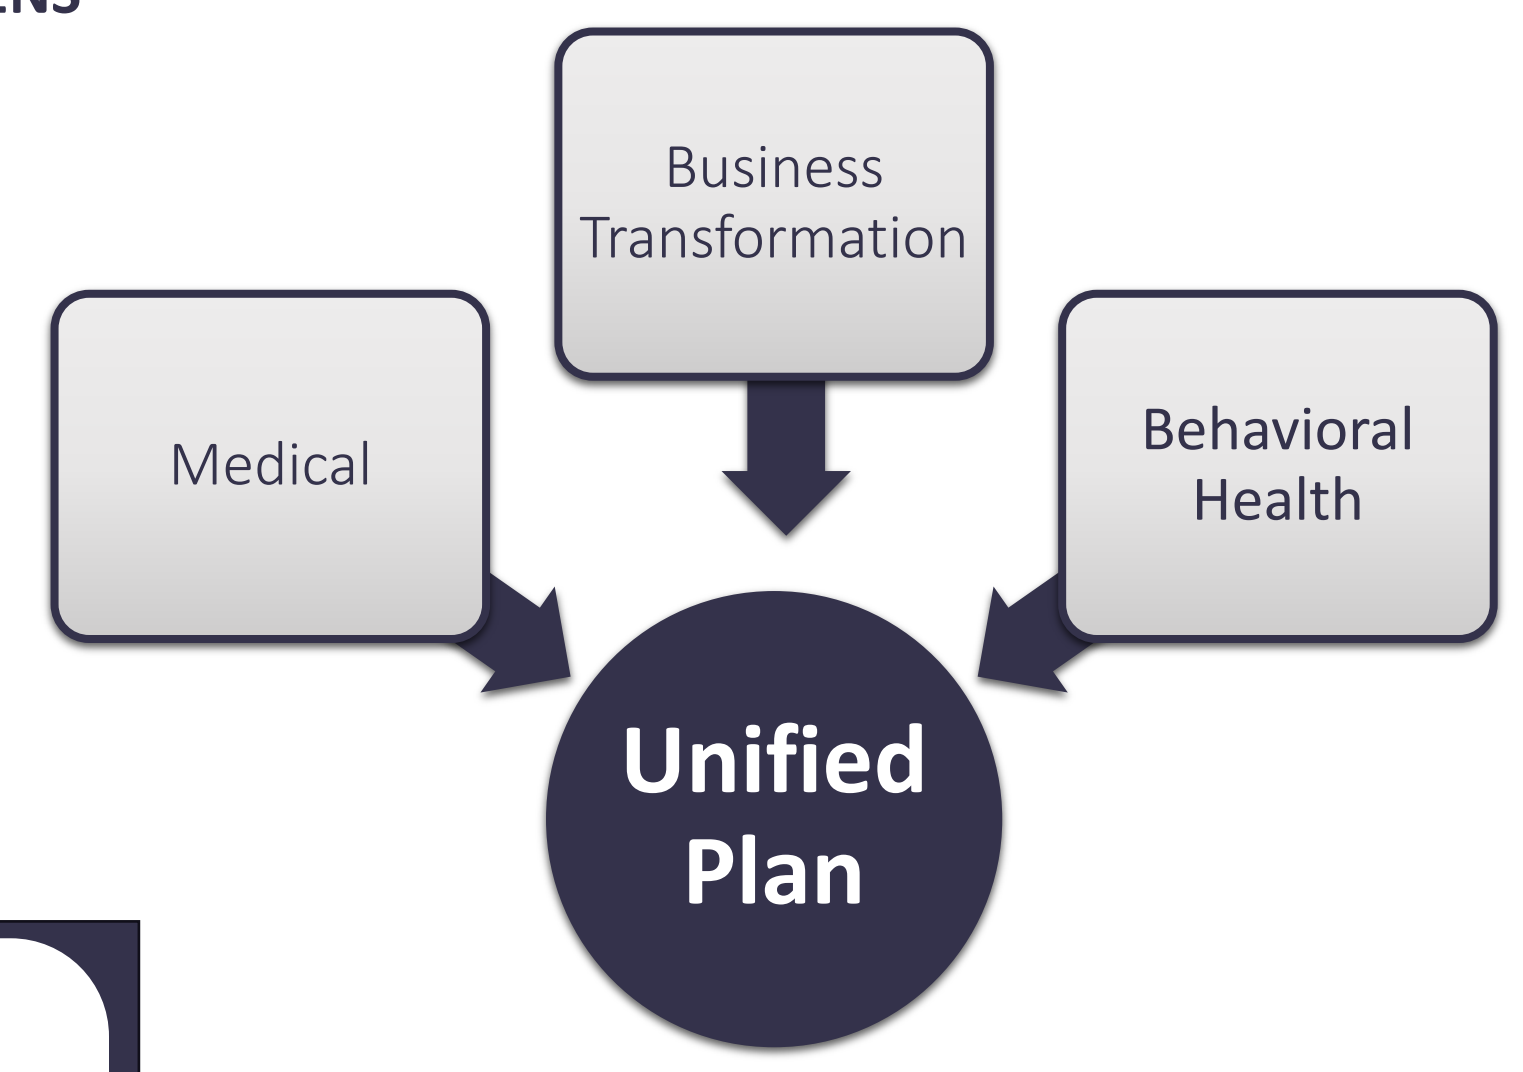 Business
Transformation
Medical
Behavioral
Health
Unified
Plan